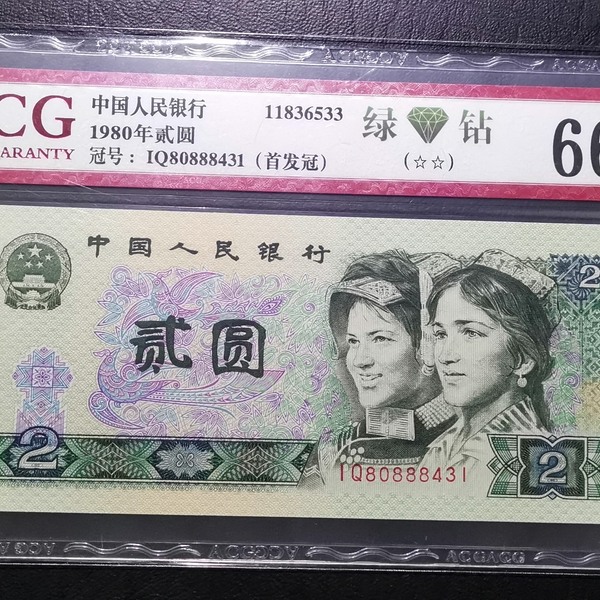 CG
ARANTY
中国人民银行 11836533
1980年贰圆
冠号：IQ80888431（首发冠）
绿 钻
(☆☆)
66
中国人民银行
贰圆
2
2
2
IQ80888431